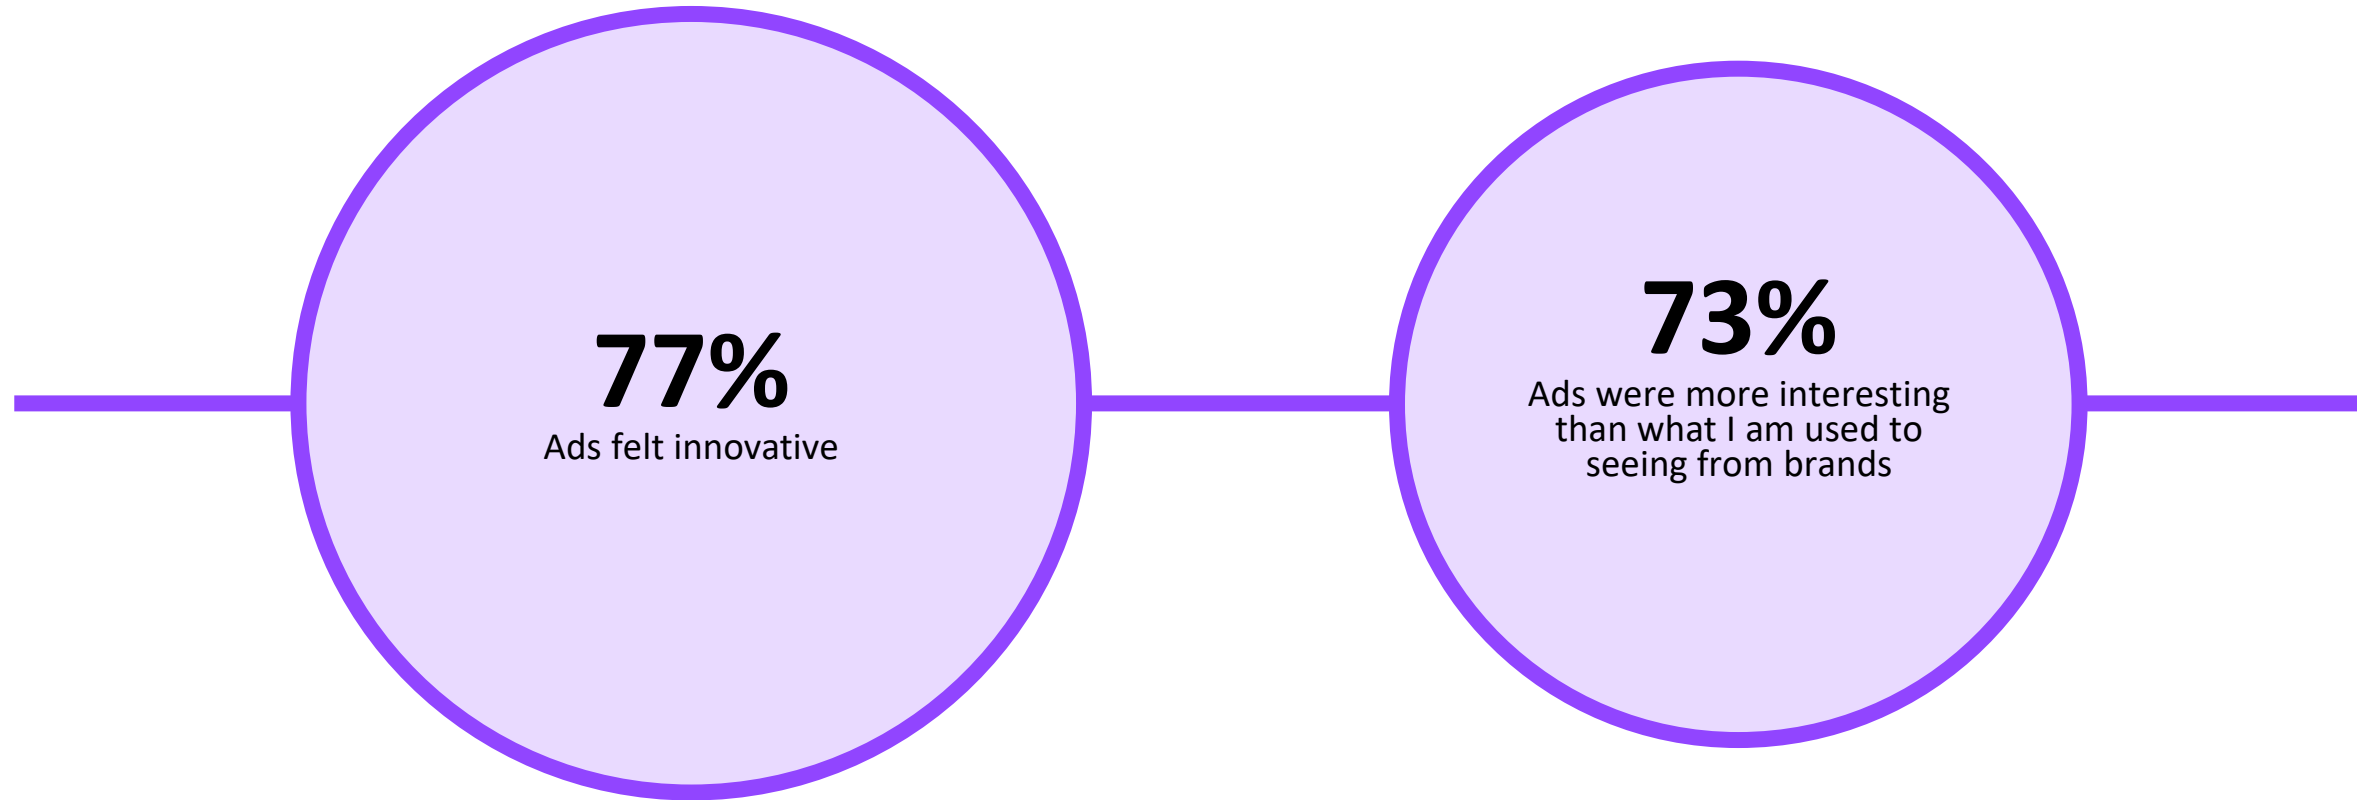 77%
Ads felt innovative
73%
Ads were more interesting
than what I am used to
seeing from brands